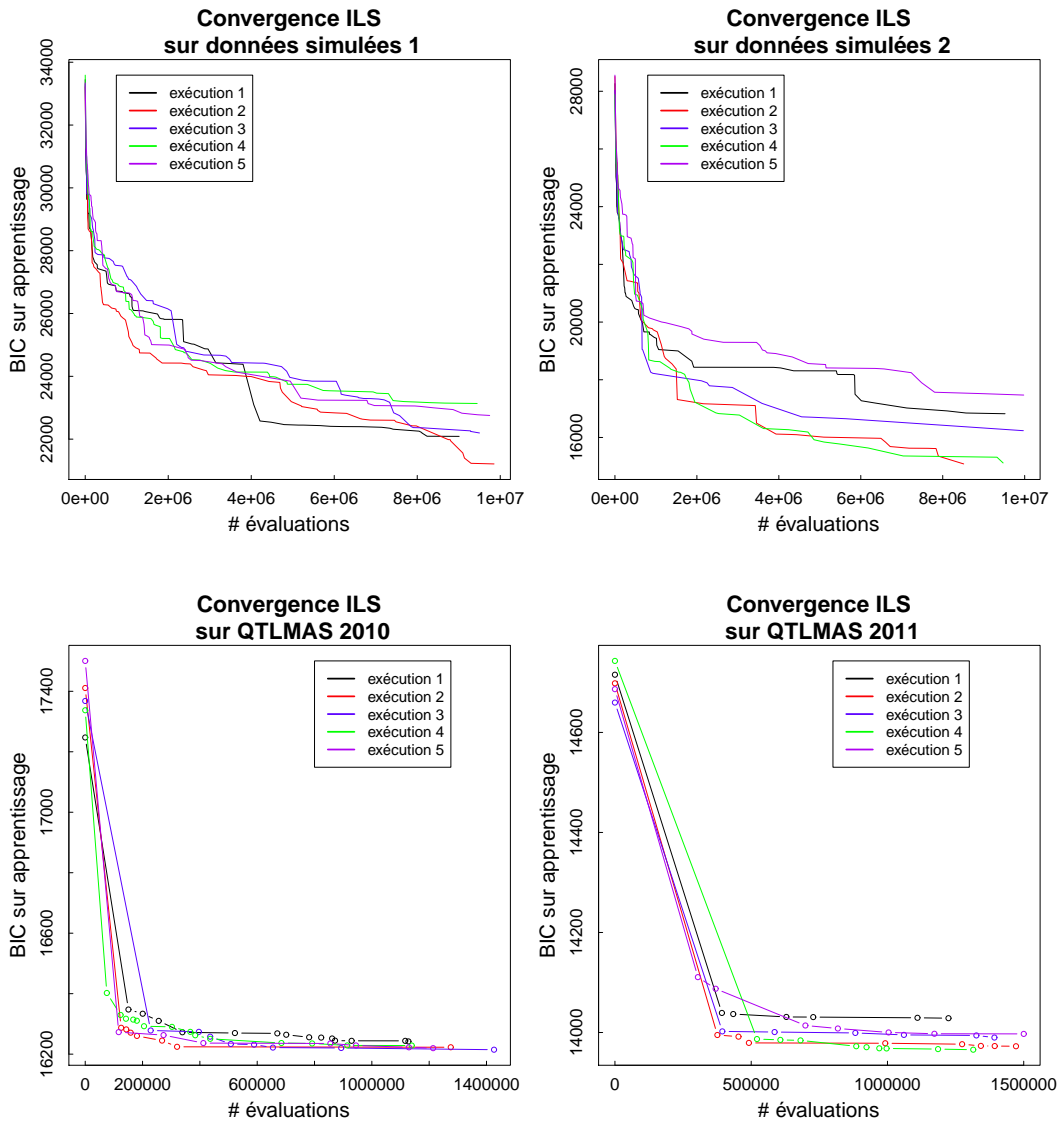 Convergence ILS
sur données simulées 1
BIC sur apprentissage
34000
32000
30000
28000
26000
24000
22000
exécution 1
exécution 2
exécution 3
exécution 4
exécution 5
0e+00 2e+06 4e+06 6e+06 8e+06 1e+07
# évaluations
Convergence ILS
sur données simulées 2
BIC sur apprentissage
28000
24000
20000
16000
exécution 1
exécution 2
exécution 3
exécution 4
exécution 5
0e+00 2e+06 4e+06 6e+06 8e+06 1e+07
# évaluations
Convergence ILS
sur QTLMAS 2010
BIC sur apprentissage
17400
17000
16600
16200
exécution 1
exécution 2
exécution 3
exécution 4
exécution 5
0 200000 600000 1000000 1400000
# évaluations
Convergence ILS
sur QTLMAS 2011
BIC sur apprentissage
14600
14400
14200
14000
exécution 1
exécution 2
exécution 3
exécution 4
exécution 5
0 500000 1000000 1500000
# évaluations